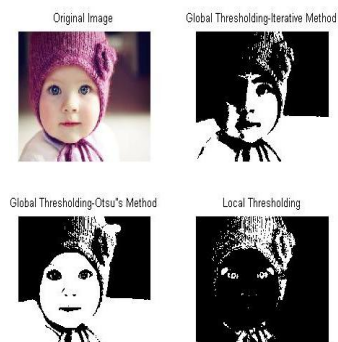 Original Image
Global Thresholding-Iterative Method
Global Thresholding-Otsu"s Method
Local Thresholding